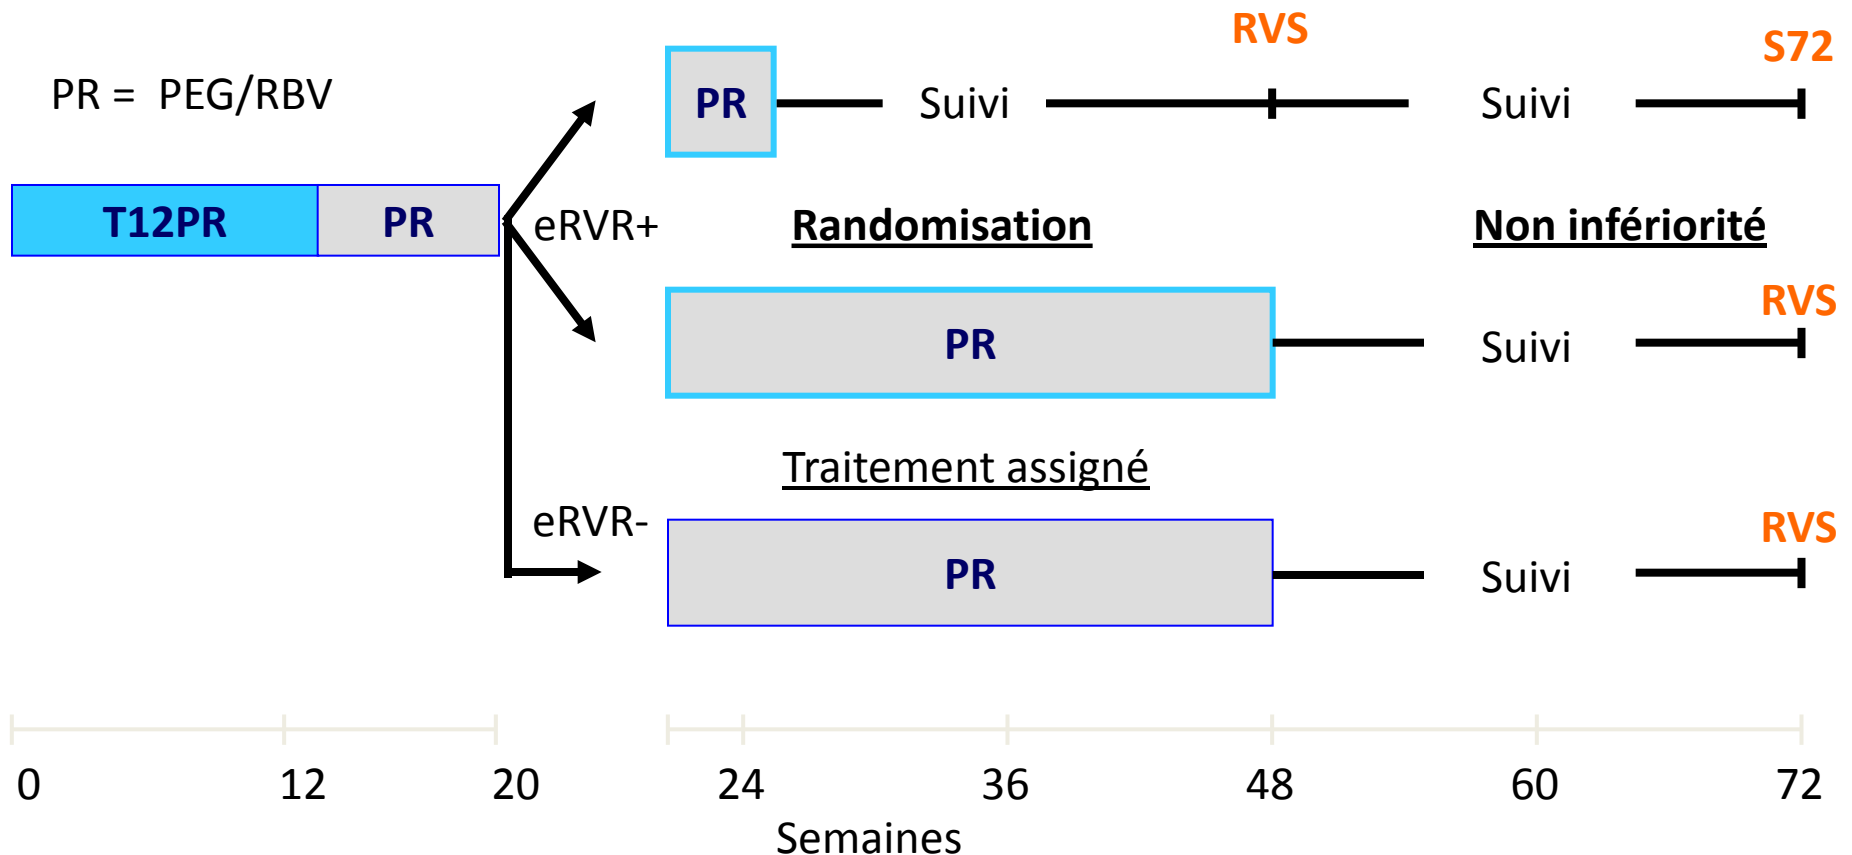 RVS
S72
PR = PEG/RBV
PR
Suivi
Suivi
T12PR
PR
eRVR+
Randomisation
Non infériorité
RVS
PR
Suivi
Traitement assigné
eRVR-
RVS
PR
Suivi
0
12
20
24
36
48
60
72
Semaines